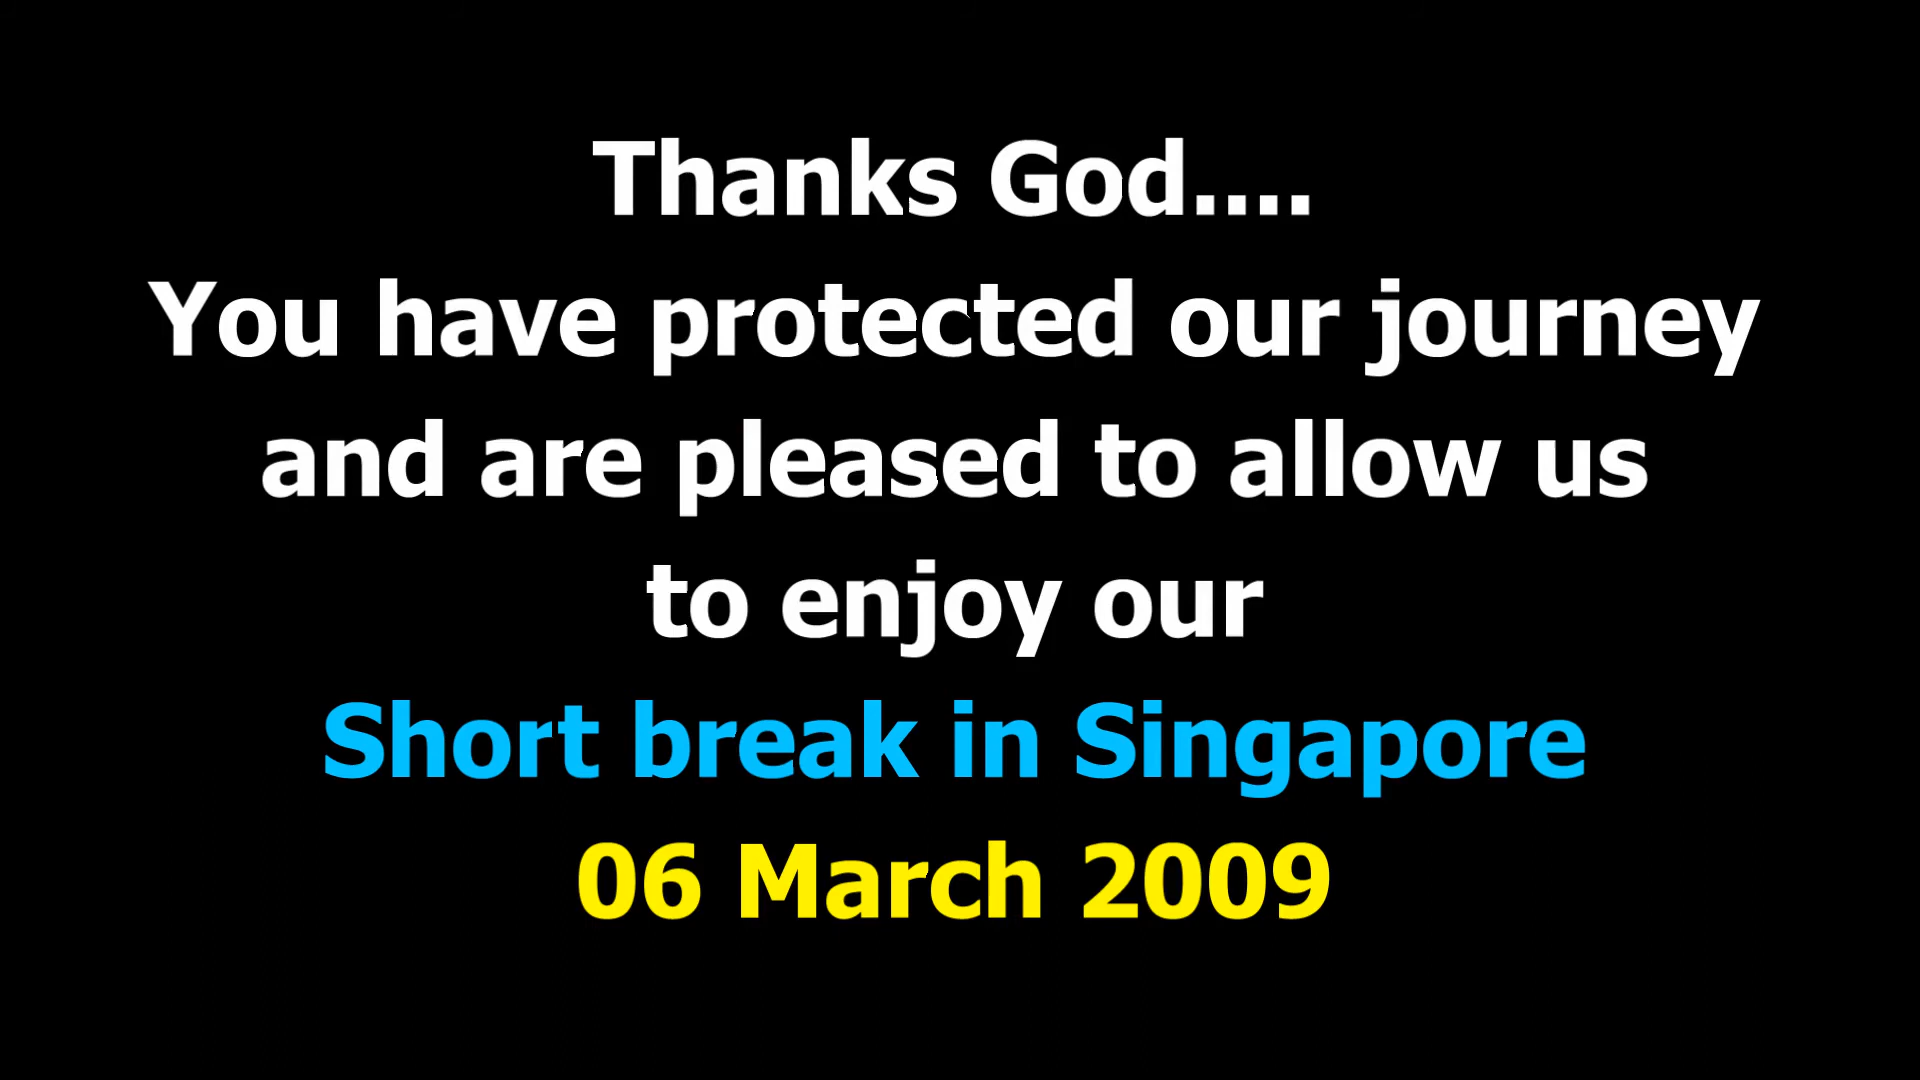 Thanks God....
You have protected our journey
and are pleased to allow us
to enjoy our
Short break in Singapore
06 March 2009